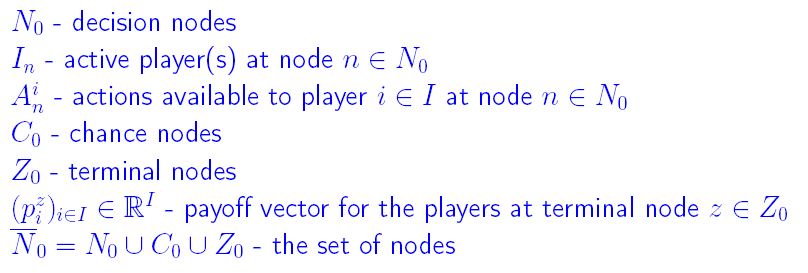 $N_0$ - decision nodes
$I_n$ - active player(s) at node $n \in N_0$
$A_n^i$ - actions available to player $i \in I$ at node $n \in N_0$
$C_0$ - chance nodes
$Z_0$ - terminal nodes
$(p_i^z)_{i \in I} \in \mathbb{R}^I$ - payoff vector for the players at terminal node $z \in Z_0$
$\overline{N}_0 = N_0 \cup C_0 \cup Z_0$ - the set of nodes